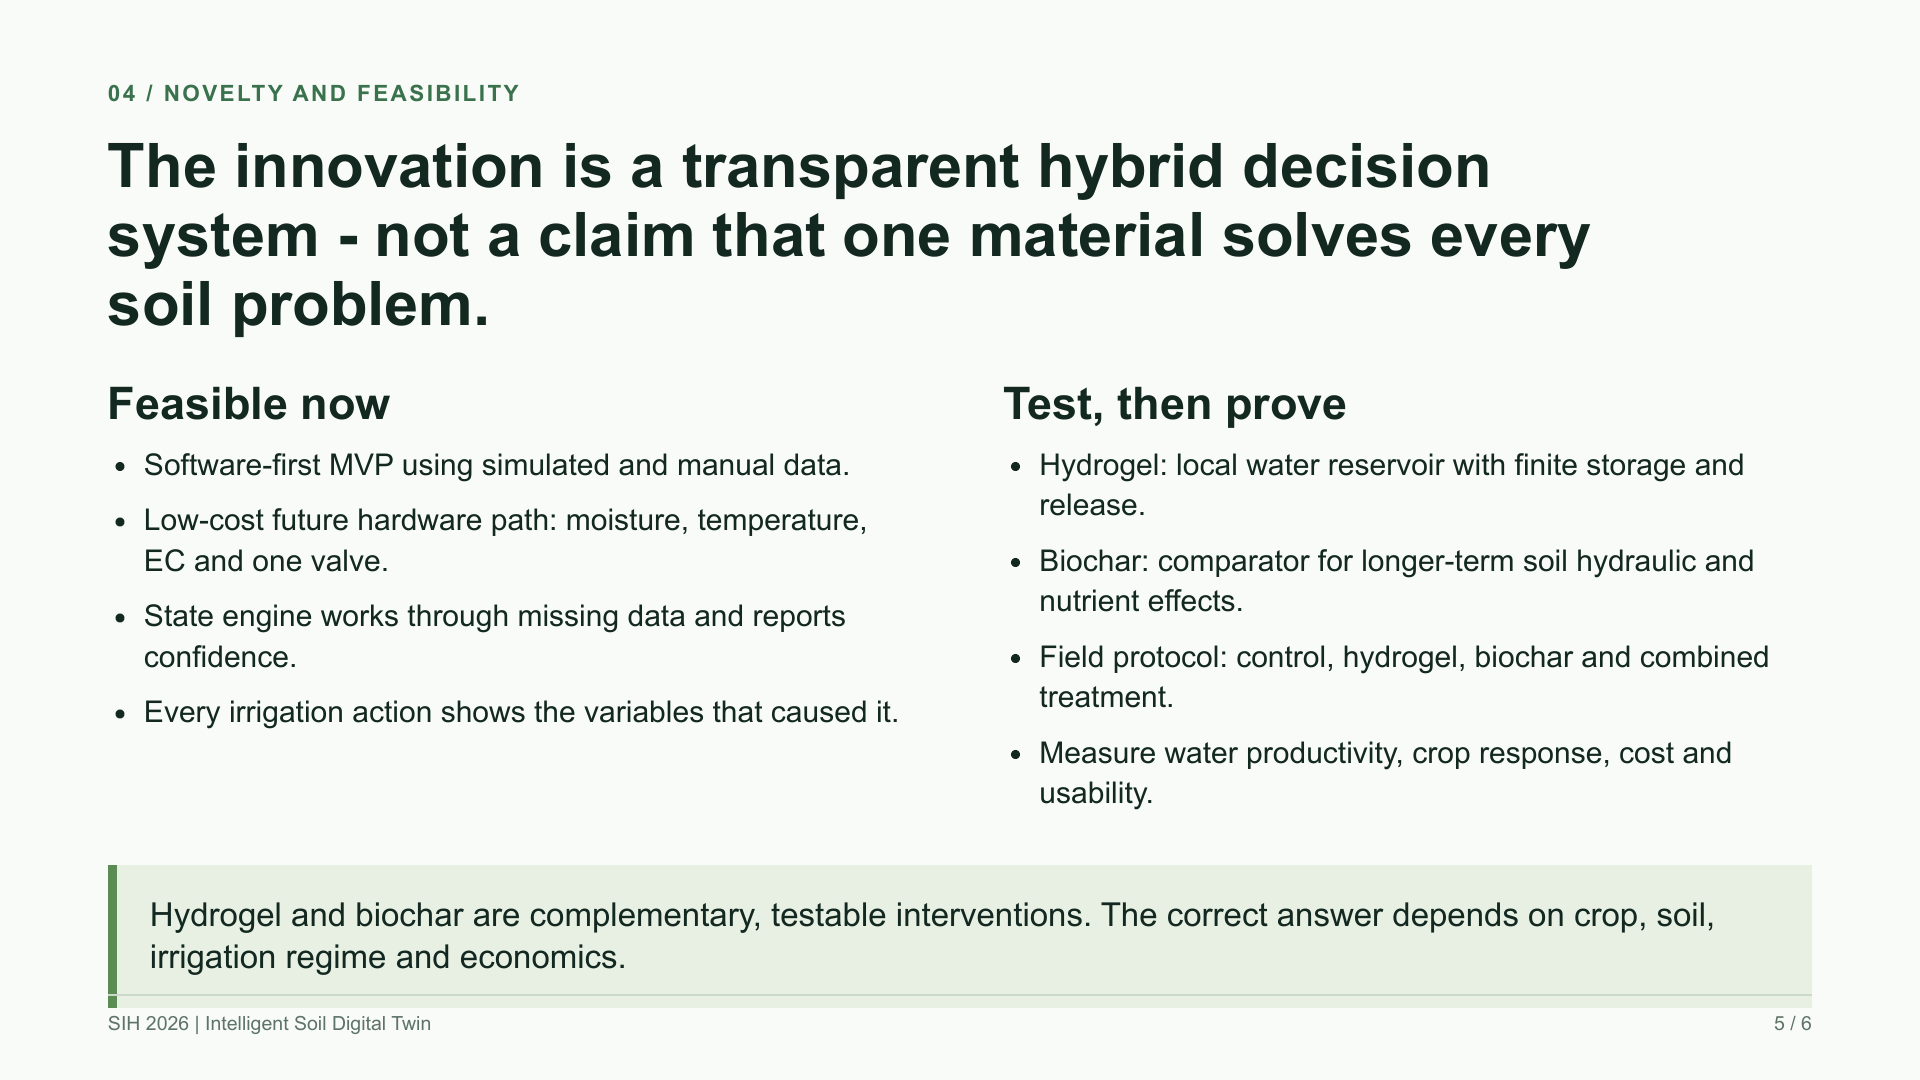 04 / NOVELTY AND FEASIBILITY
The innovation is a transparent hybrid decision
system - not a claim that one material solves every
soil problem.
Feasible now
• Software-first MVP using simulated and manual data.
• Low-cost future hardware path: moisture, temperature,
EC and one valve.
• State engine works through missing data and reports
confidence.
• Every irrigation action shows the variables that caused it.
Test, then prove
• Hydrogel: local water reservoir with finite storage and
release.
• Biochar: comparator for longer-term soil hydraulic and
nutrient effects.
• Field protocol: control, hydrogel, biochar and combined
treatment.
• Measure water productivity, crop response, cost and
usability.
Hydrogel and biochar are complementary, testable interventions. The correct answer depends on crop, soil,
irrigation regime and economics.
SIH 2026 | Intelligent Soil Digital Twin
5 / 6